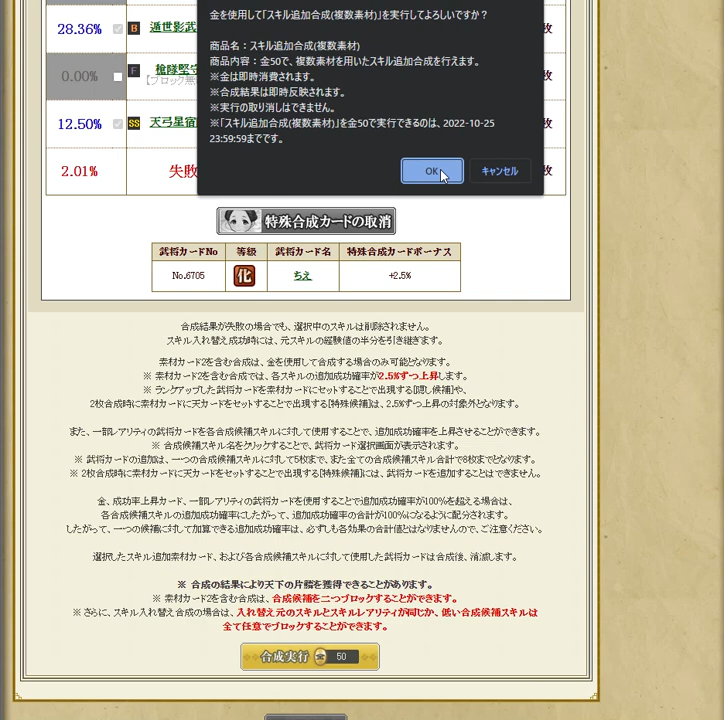 金を使用して「スキル追加合成(複数素材)」を実行してよろしいですか？
商品名：スキル追加合成(複数素材)
商品内容：金50で、複数素材を用いたスキル追加合成を行えます。
※金は即時消費されます。
※合成結果は即時反映されます。
※実行の取り消しはできません。
※「スキル追加合成(複数素材)」を金50で実行できるのは、2022-10-25
23:59:59までです。
OK キャンセル
28.36% B 遁世影武 枚
0.00% F 槍隊堅守
【ブロック無
12.50% SS 天弓星宿 枚
2.01% 失敗 枚
特殊合成カードの取消
武将カードNo 等級 武将カード名 特殊合成カードボーナス
No.6705 化 ちえ +2.5%
合成結果が失敗の場合でも、選択中のスキルは削除されません。
スキル入れ替え成功時には、元スキルの経験値の半分を引き継ぎます。
素材カード2を含む合成は、金を使用して合成する場合のみ可能となります。
※ 素材カード2を含む合成では、各スキルの追加成功確率が2.5%ずつ上昇します。
※ ランクアップした武将カードを素材カードにセットすることで出現する[隠し候補]や、
2枚合成時に素材カードに天カードをセットすることで出現する[特殊候補]は、2.5%ずつ上昇の対象外となります。
また、一部レアリティの武将カードを各合成候補スキルに対して使用することで、追加成功確率を上昇させることができます。
※ 合成候補スキル名をクリックすることで、武将カード選択画面が表示されます。
※ 武将カードの追加は、一つの合成候補スキルに対して5枚まで、また全ての合成候補スキル合計で8枚までとなります。
※ 2枚合成時に素材カードに天カードをセットすることで出現する[特殊候補]には、武将カードを追加することはできません。
金、成功率上昇カード、一部レアリティの武将カードを使用することで追加成功確率が100%を超える場合は、
各合成候補スキルの追加成功確率にしたがって、追加成功確率の合計が100%になるように配分されます。
したがって、一つの候補に対して加算できる追加成功確率は、必ずしも各効果の合計値とはなりませんので、ご注意ください。
選択したスキル追加素材カード、および各合成候補スキルに対して使用した武将カードは合成後、消滅します。
※ 合成の結果により天下の片鱗を獲得できることがあります。
※ 素材カード2を含む合成は、合成候補を二つブロックすることができます。
※ さらに、スキル入れ替え合成の場合は、入れ替え元のスキルとスキルレアリティが同じか、低い合成候補スキルは
全て任意でブロックすることができます。
合成実行 金 50